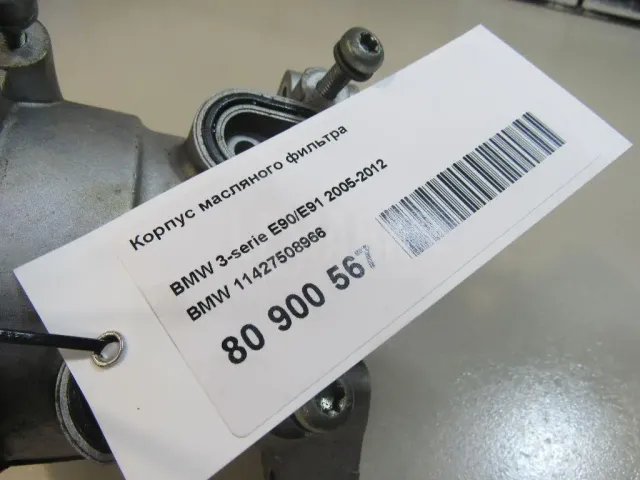 Корпус масляного фильтра
BMW 3-serie E90/E91 2005-2012
BMW 11427508966
80 900 567